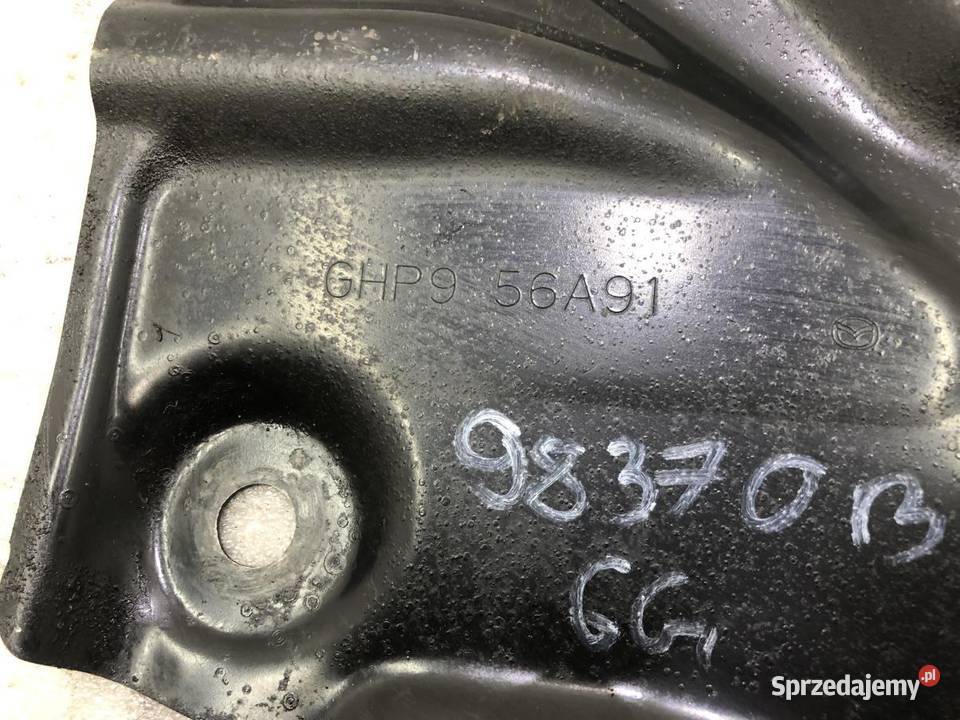 GHP9 56A91
98370B
GG,
Sprzedajemy.pl